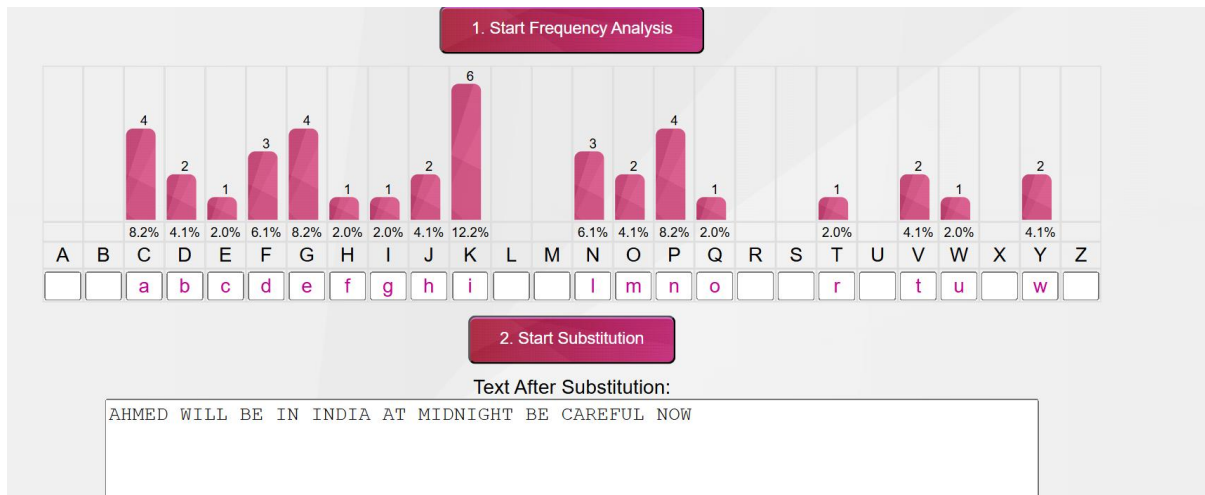 1. Start Frequency Analysis
6
4 4 4
3 3
2 2 2 2 2
1 1 1 1 1 1
8.2% 4.1% 2.0% 6.1% 8.2% 2.0% 2.0% 4.1% 12.2% 6.1% 4.1% 8.2% 2.0% 2.0% 4.1% 2.0% 4.1%
A B C D E F G H I J K L M N O P Q R S T U V W X Y Z
a b c d e f g h i l m n o r t u w
2. Start Substitution
Text After Substitution:
AHMED WILL BE IN INDIA AT MIDNIGHT BE CAREFUL NOW